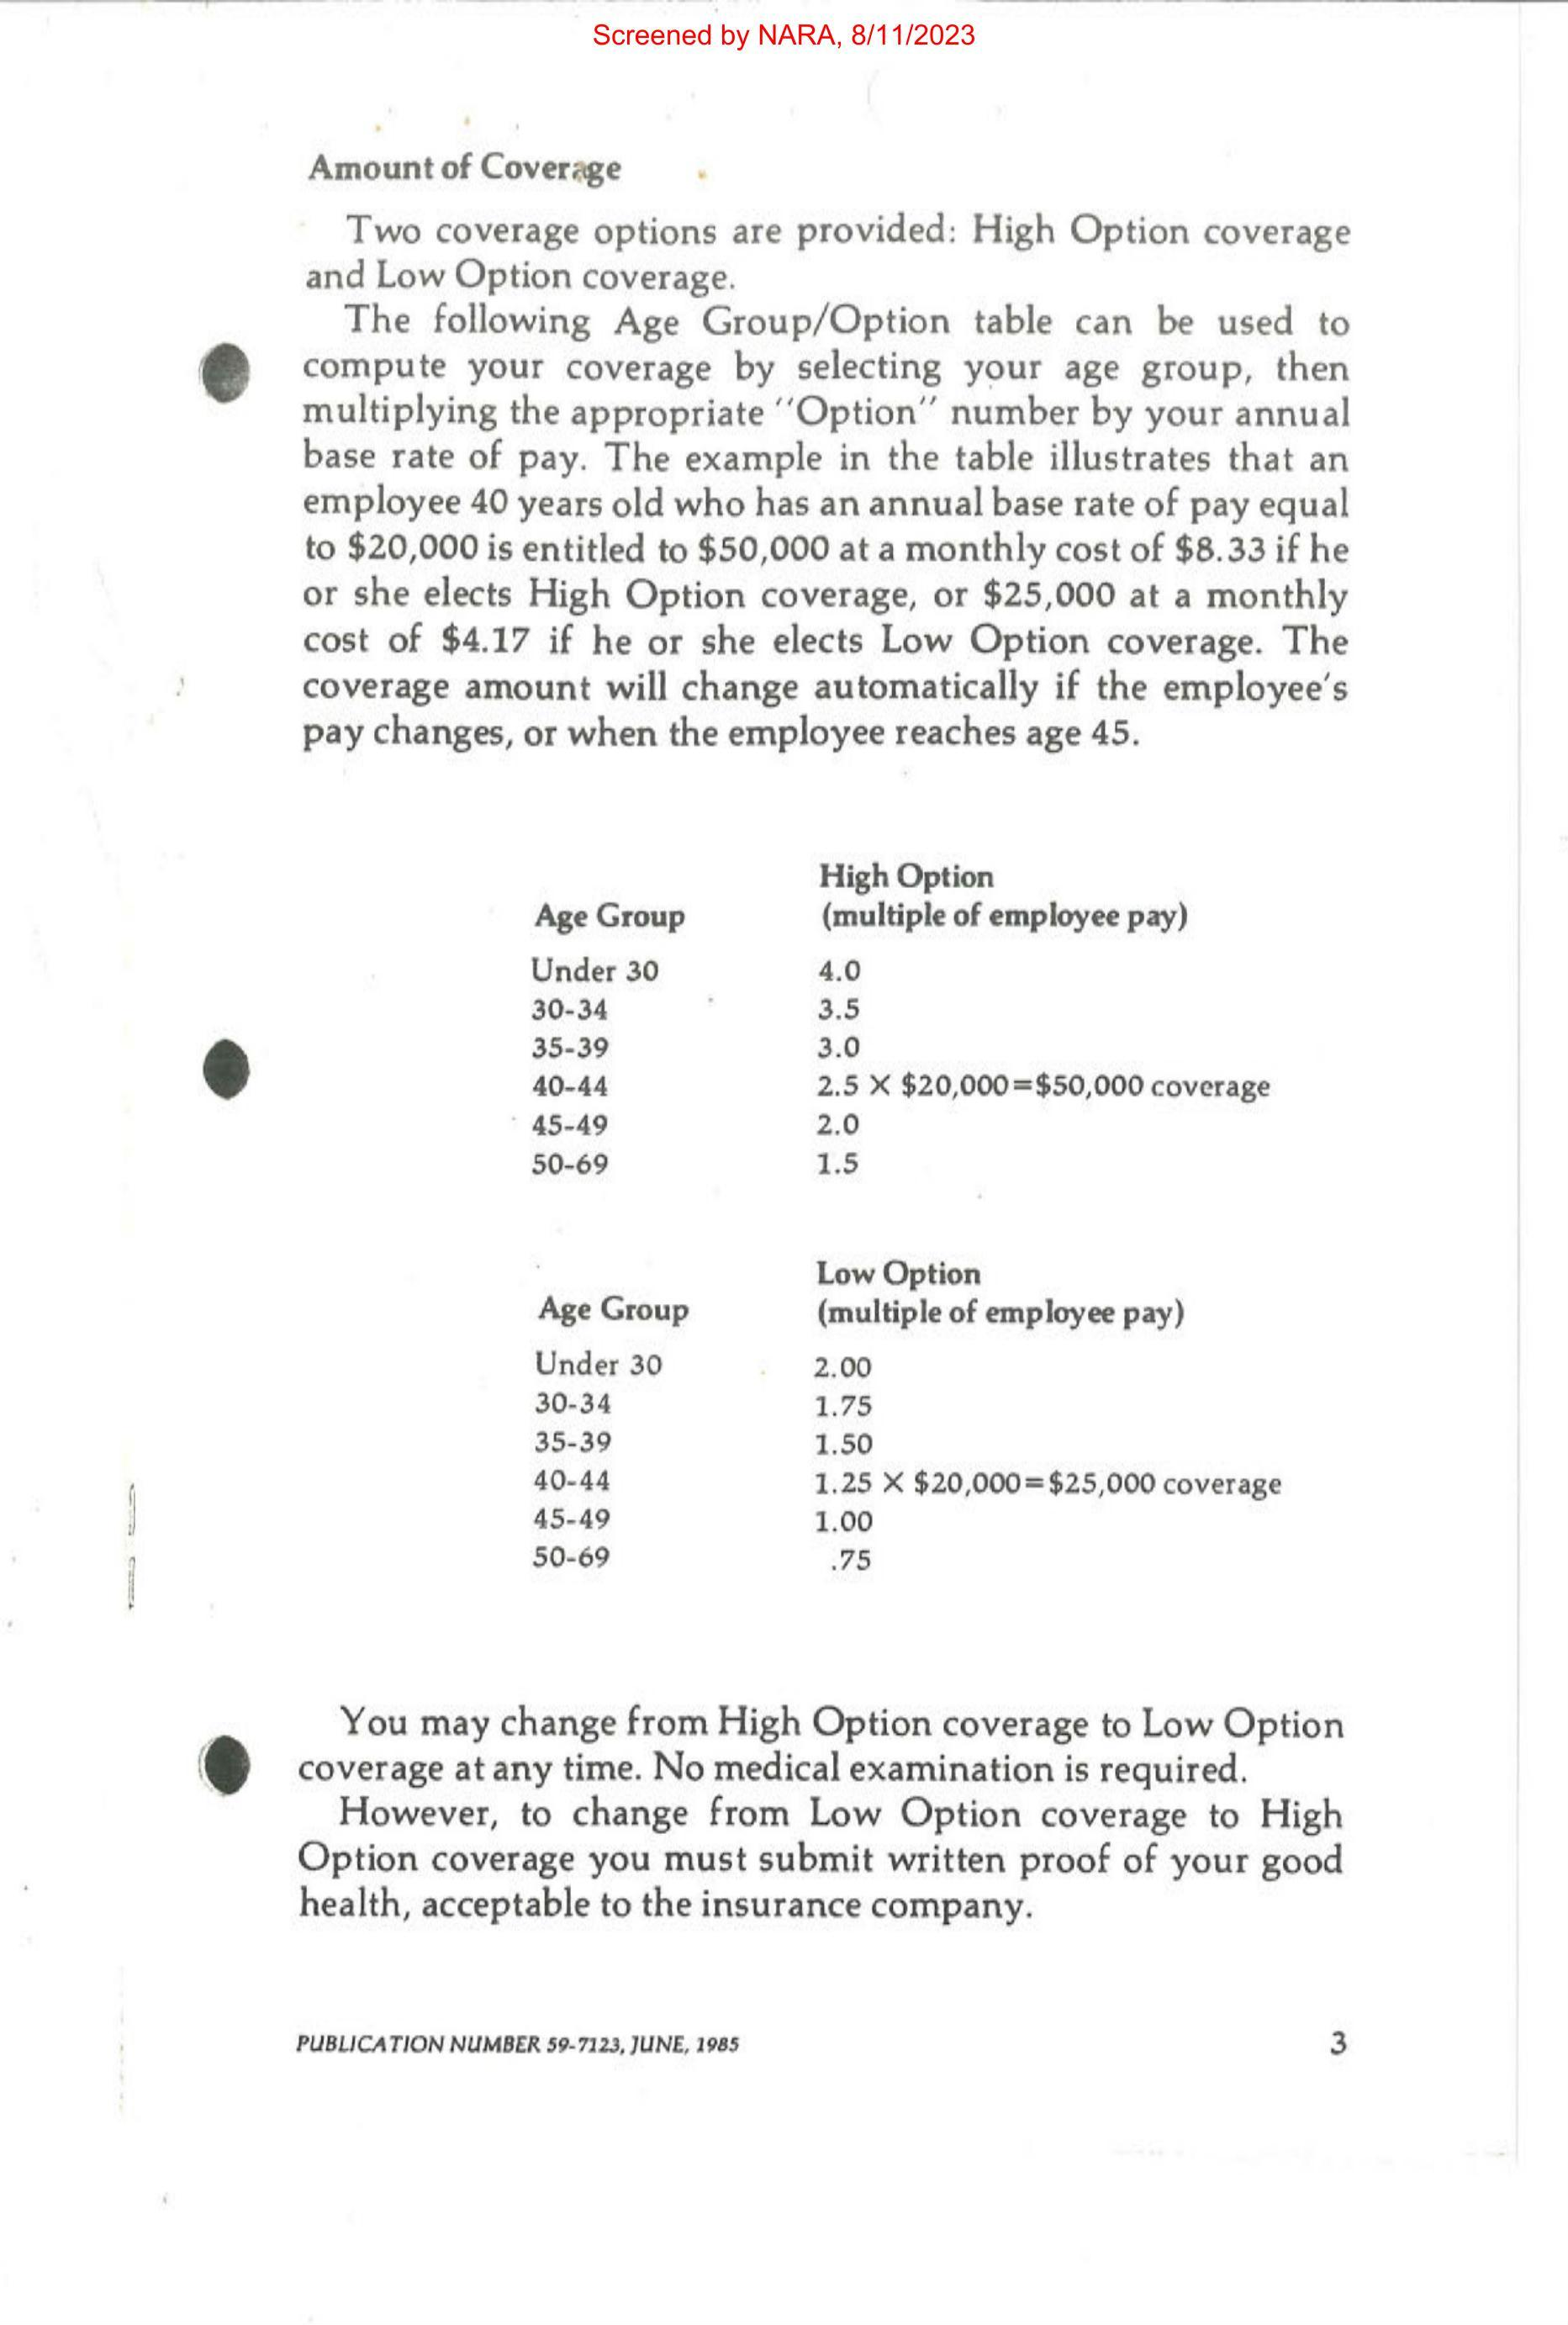 Screened by NARA, 8/11/2023
Amount of Coverage
Two coverage options are provided: High Option coverage
and Low Option coverage.
The following Age Group/Option table can be used to
compute your coverage by selecting your age group, then
multiplying the appropriate "Option" number by your annual
base rate of pay. The example in the table illustrates that an
employee 40 years old who has an annual base rate of pay equal
to $20,000 is entitled to $50,000 at a monthly cost of $8.33 if he
or she elects High Option coverage, or $25,000 at a monthly
cost of $4.17 if he or she elects Low Option coverage. The
coverage amount will change automatically if the employee's
pay changes, or when the employee reaches age 45.
High Option
Age Group (multiple of employee pay)
Under 30 4.0
30-34 3.5
35-39 3.0
40-44 2.5 X $20,000=$50,000 coverage
45-49 2.0
50-69 1.5
Low Option
Age Group (multiple of employee pay)
Under 30 2.00
30-34 1.75
35-39 1.50
40-44 1.25 X $20,000=$25,000 coverage
45-49 1.00
50-69 .75
You may change from High Option coverage to Low Option
coverage at any time. No medical examination is required.
However, to change from Low Option coverage to High
Option coverage you must submit written proof of your good
health, acceptable to the insurance company.
PUBLICATION NUMBER 59-7123, JUNE, 1985 3